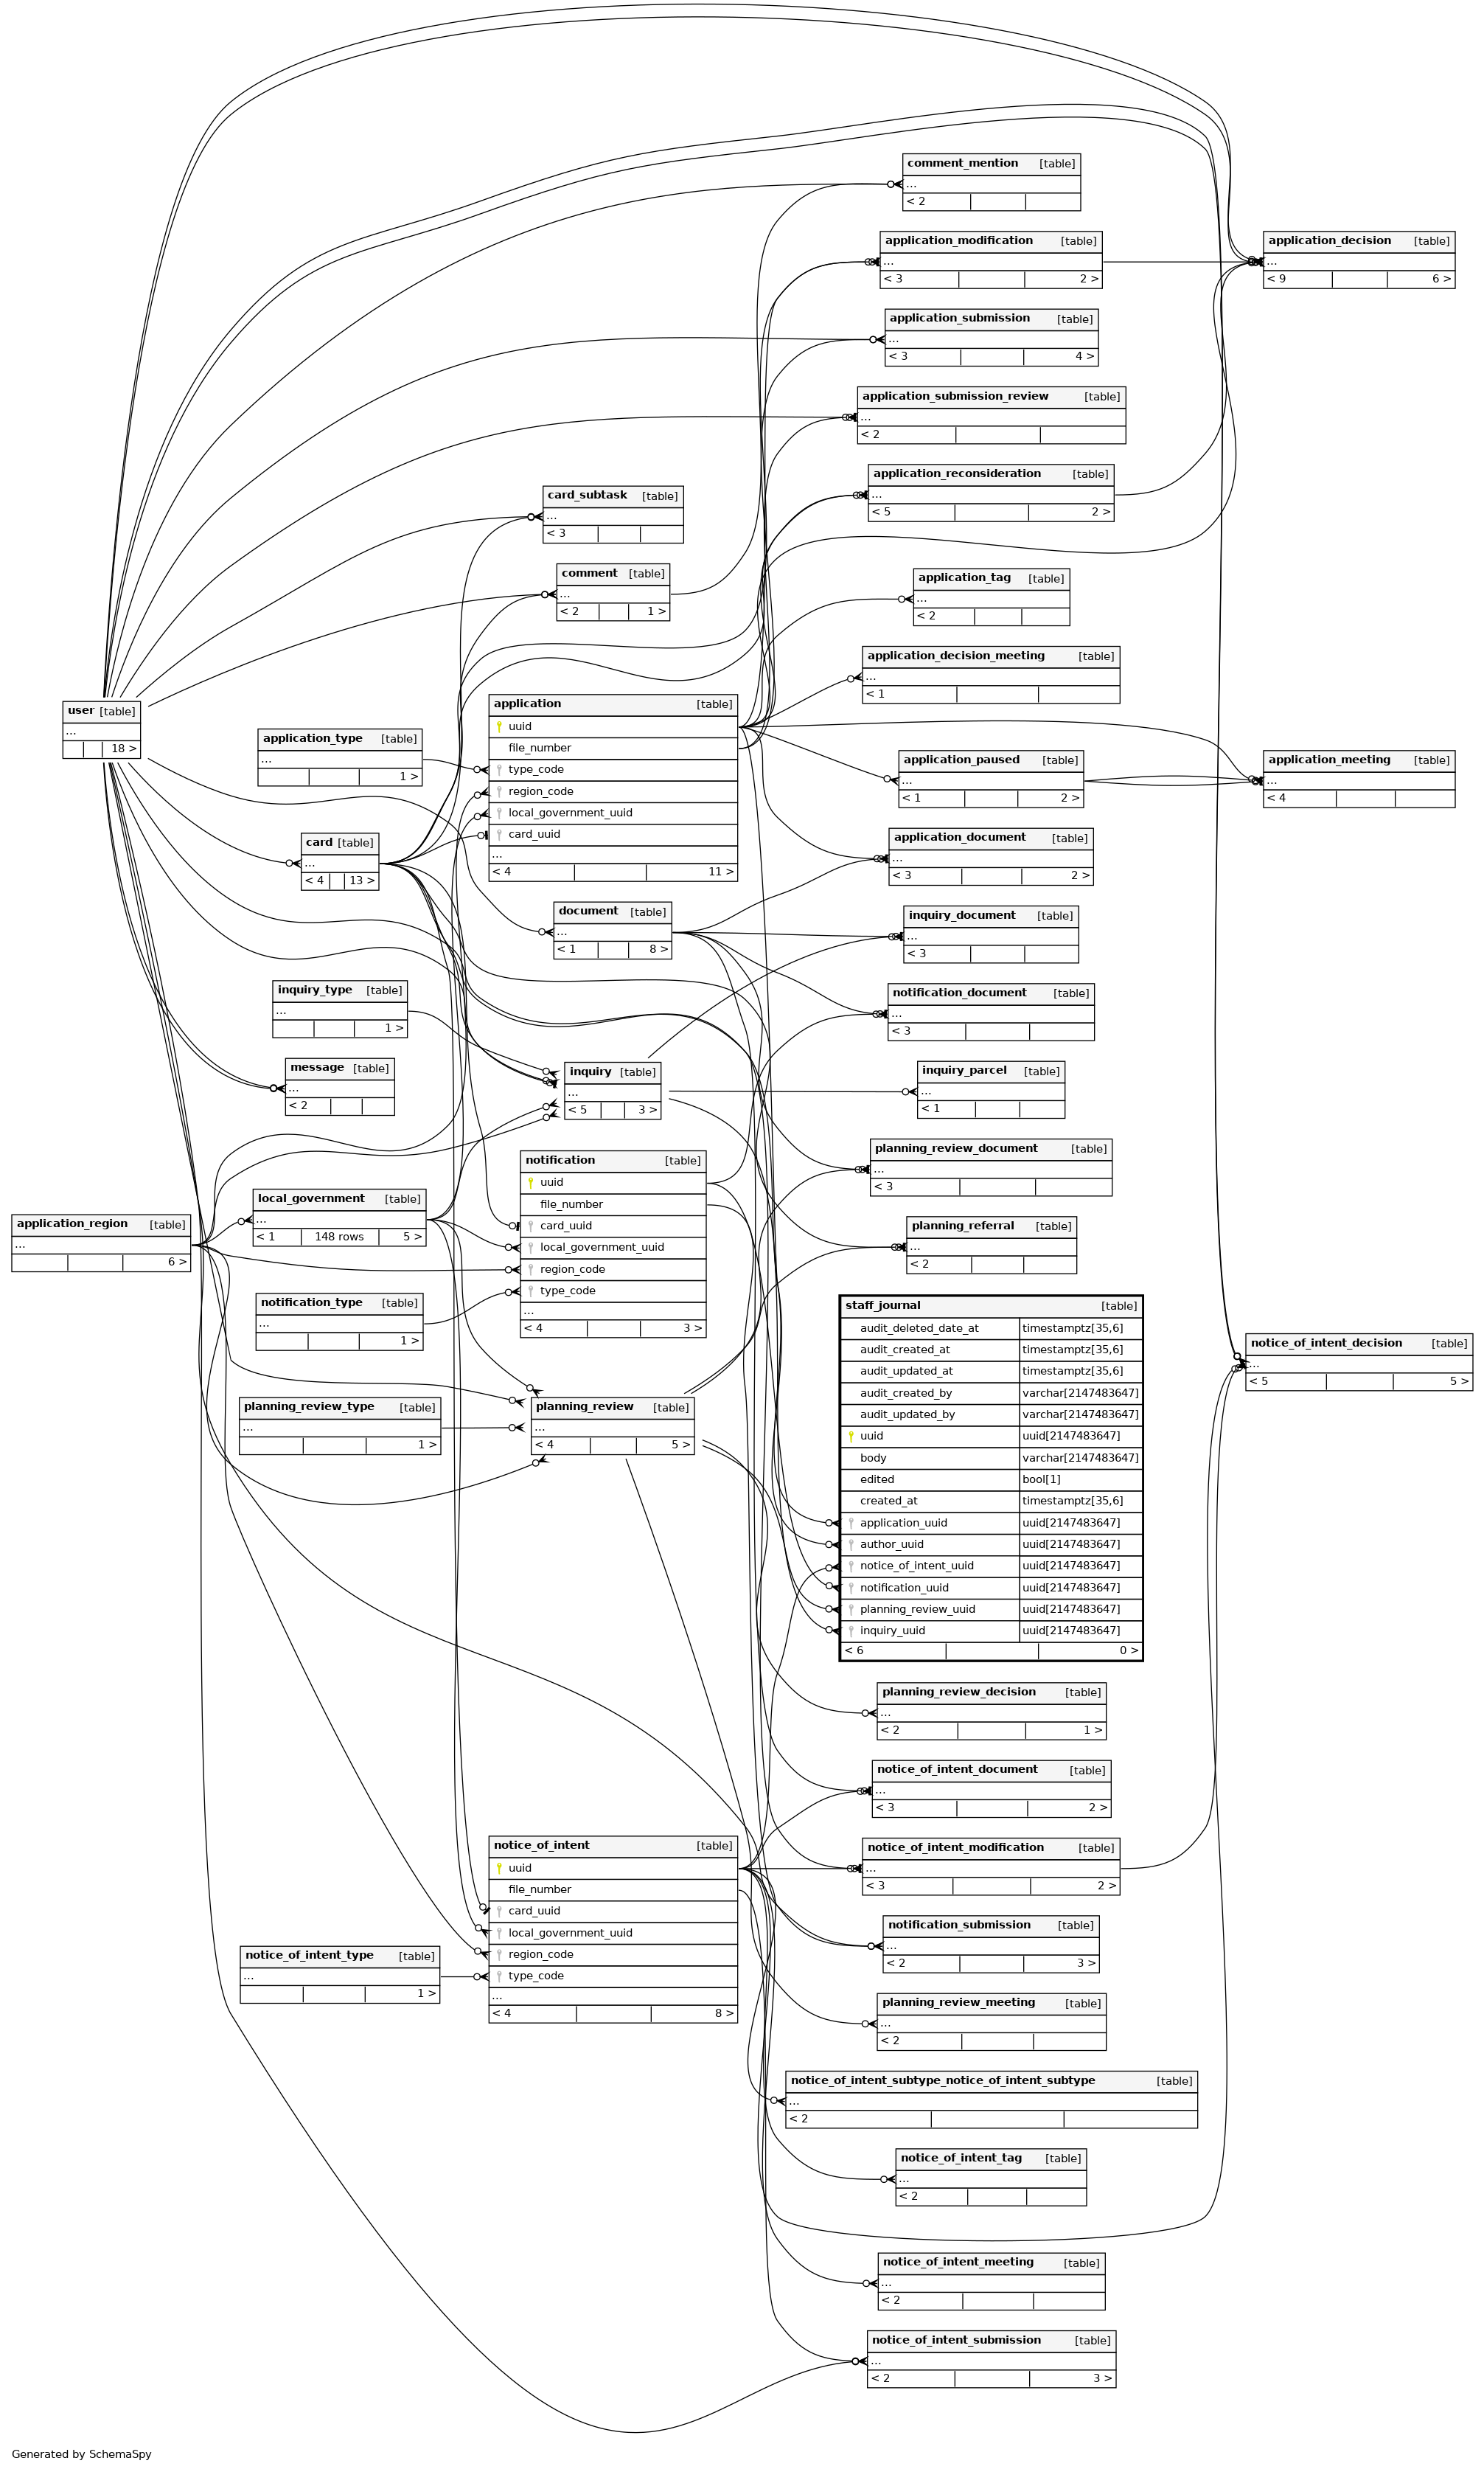 comment_mention [table]
...
< 2
application_modification [table]
...
< 3 2 >
application_decision [table]
...
< 9 6 >
application_submission [table]
...
< 3 4 >
application_submission_review [table]
...
< 2
application_reconsideration [table]
...
< 5 2 >
card_subtask [table]
...
< 3
comment [table]
...
< 2 1 >
application_tag [table]
...
< 2
application_decision_meeting [table]
...
< 1
user [table]
...
18 >
application [table]
uuid
file_number
type_code
region_code
local_government_uuid
card_uuid
...
< 4 11 >
application_type [table]
...
1 >
application_paused [table]
...
< 1 2 >
application_meeting [table]
...
< 4
card [table]
...
< 4 13 >
application_document [table]
...
< 3 2 >
document [table]
...
< 1 8 >
inquiry_document [table]
...
< 3
inquiry_type [table]
...
1 >
notification_document [table]
...
< 3
message [table]
...
< 2
inquiry [table]
...
< 5 3 >
inquiry_parcel [table]
...
< 1
notification [table]
uuid
file_number
card_uuid
local_government_uuid
region_code
type_code
...
< 4 3 >
planning_review_document [table]
...
< 3
local_government [table]
...
< 1 148 rows 5 >
application_region [table]
...
6 >
planning_referral [table]
...
< 2
notification_type [table]
...
1 >
staff_journal [table]
audit_deleted_date_at timestamptz[35,6]
audit_created_at timestamptz[35,6]
audit_updated_at timestamptz[35,6]
audit_created_by varchar[2147483647]
audit_updated_by varchar[2147483647]
uuid uuid[2147483647]
body varchar[2147483647]
edited bool[1]
created_at timestamptz[35,6]
application_uuid uuid[2147483647]
author_uuid uuid[2147483647]
notice_of_intent_uuid uuid[2147483647]
notification_uuid uuid[2147483647]
planning_review_uuid uuid[2147483647]
inquiry_uuid uuid[2147483647]
< 6 0 >
notice_of_intent_decision [table]
...
< 5 5 >
planning_review_type [table]
...
1 >
planning_review [table]
...
< 4 5 >
planning_review_decision [table]
...
< 2 1 >
notice_of_intent_document [table]
...
< 3 2 >
notice_of_intent [table]
uuid
file_number
card_uuid
local_government_uuid
region_code
type_code
...
< 4 8 >
notice_of_intent_modification [table]
...
< 3 2 >
notification_submission [table]
...
< 2 3 >
notice_of_intent_type [table]
...
1 >
planning_review_meeting [table]
...
< 2
notice_of_intent_subtype_notice_of_intent_subtype [table]
...
< 2
notice_of_intent_tag [table]
...
< 2
notice_of_intent_meeting [table]
...
< 2
notice_of_intent_submission [table]
...
< 2 3 >
Generated by SchemaSpy